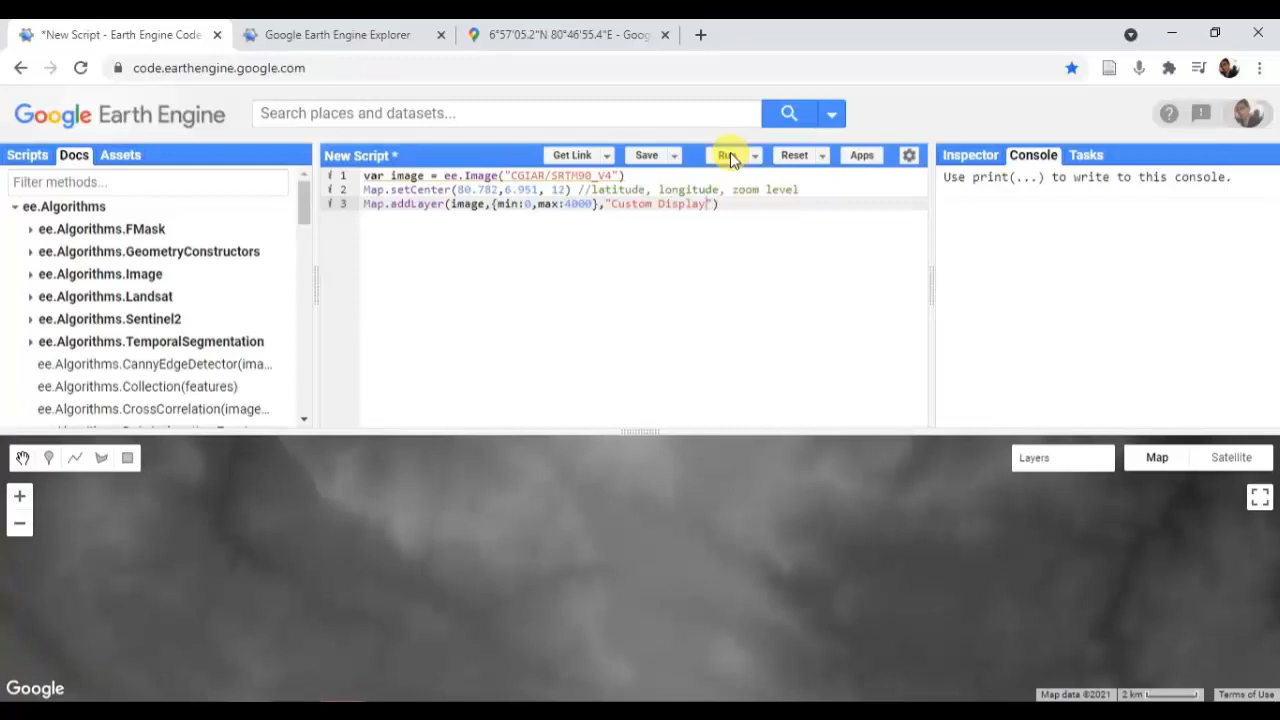 *New Script - Earth Engine Code
Google Earth Engine Explorer
6°57'05.2"N 80°46'55.4"E - Goog
code.earthengine.google.com
Google Earth Engine
Search places and datasets...
Scripts Docs Assets
New Script *
Get Link Save Run Reset Apps
Inspector Console Tasks
Filter methods...
ee.Algorithms
ee.Algorithms.FMask
ee.Algorithms.GeometryConstructors
ee.Algorithms.Image
ee.Algorithms.Landsat
ee.Algorithms.Sentinel2
ee.Algorithms.TemporalSegmentation
ee.Algorithms.CannyEdgeDetector(ima...
ee.Algorithms.Collection(features)
ee.Algorithms.CrossCorrelation(image...
i 1 var image = ee.Image("CGIAR/SRTM90_V4")
i 2 Map.setCenter(80.782,6.951, 12) //latitude, longitude, zoom level
i 3 Map.addLayer(image,{min:0,max:4000},"Custom Display")
Use print(...) to write to this console.
Layers
Map Satellite
Google
Map data ©2021 2 km Terms of Use